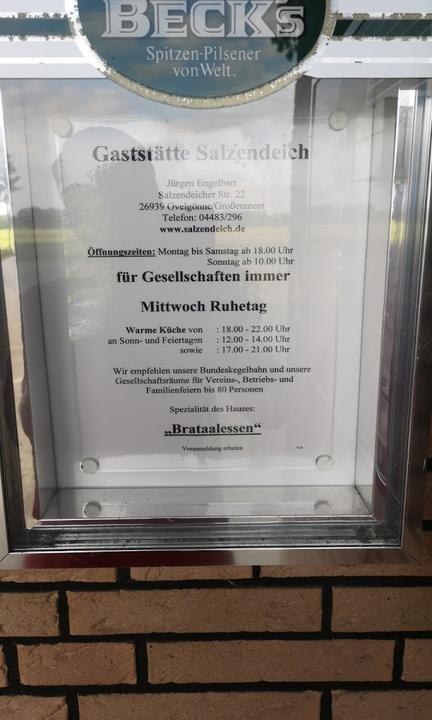 BECK's
Spitzen-Pilsener
von Welt.
Gaststätte Salzendeich
Jürgen Engelbart
Salzendeicher Str. 22
26939 Ovelgönne/Großenmeer
Telefon: 04483/296
www.salzendeich.de
Öffnungszeiten: Montag bis Samstag ab 18.00 Uhr
Sonntag ab 10.00 Uhr
für Gesellschaften immer
Mittwoch Ruhetag
Warme Küche von : 18.00 - 22.00 Uhr
an Sonn- und Feiertagen : 12.00 - 14.00 Uhr
sowie : 17.00 - 21.00 Uhr
Wir empfehlen unsere Bundeskegelbahn und unsere
Gesellschaftsräume für Vereins-, Betriebs- und
Familienfeiern bis 80 Personen
Spezialität des Hauses:
„Brataalessen"
Voranmeldung erbeten